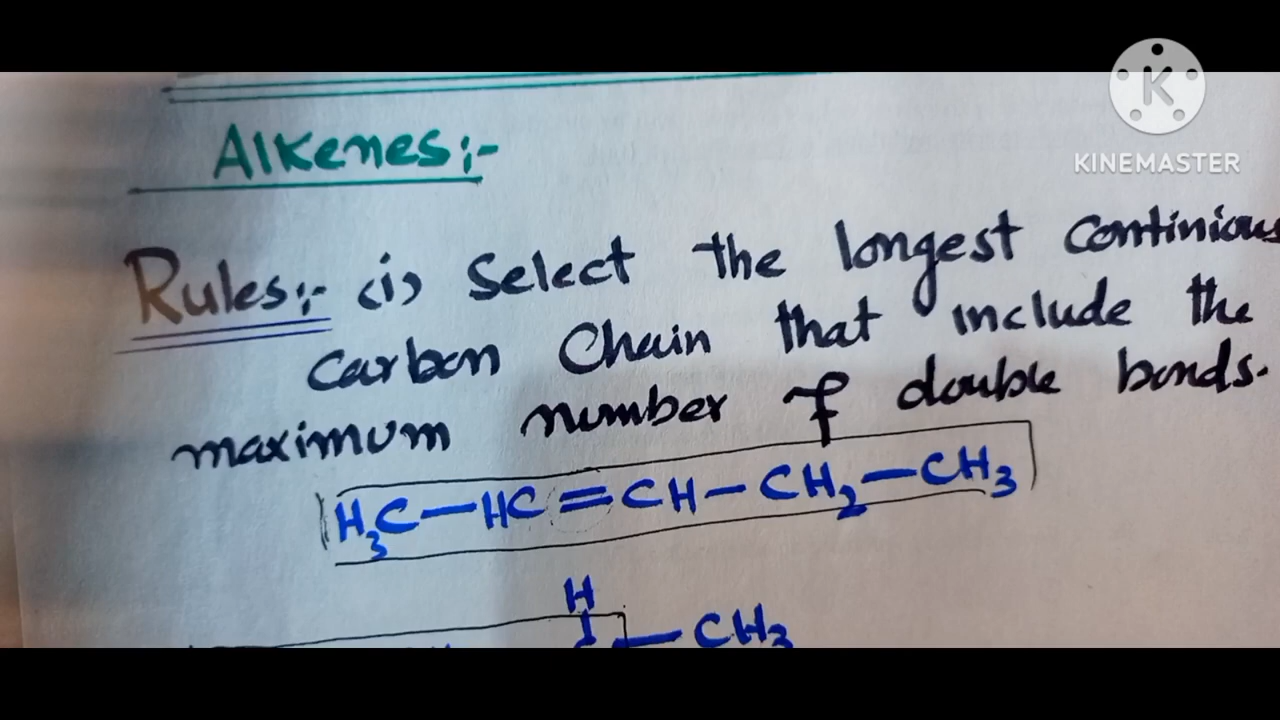 KINEMASTER
Alkenes:-
Rules:- (i) Select the longest continious
carbon Chain that include the
maximum number of double bonds.
H₃C—HC=CH—CH₂—CH₃
H
—CH₃